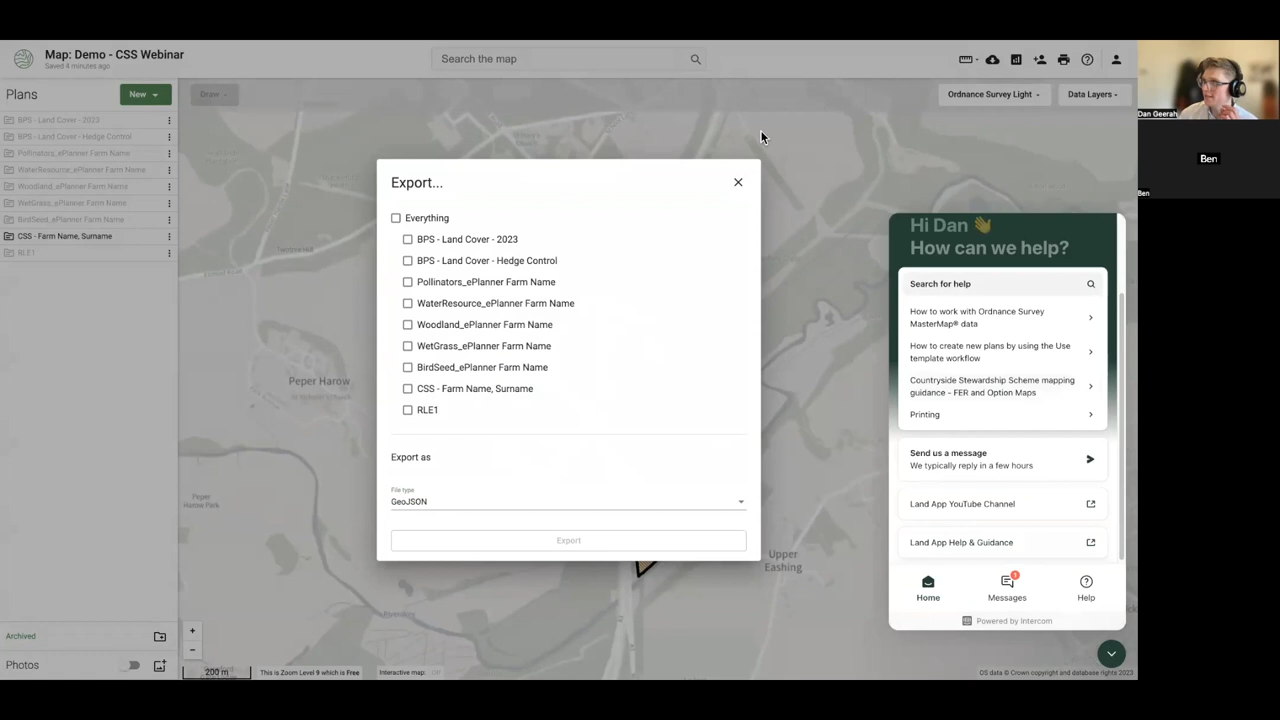 Map: Demo - CSS Webinar
Saved 4 minutes ago
Search the map
Plans
New
Draw
Ordnance Survey Light
Data Layers
BPS - Land Cover - 2023
BPS - Land Cover - Hedge Control
Pollinators_ePlanner Farm Name
WaterResource_ePlanner Farm Name
Woodland_ePlanner Farm Name
WetGrass_ePlanner Farm Name
BirdSeed_ePlanner Farm Name
CSS - Farm Name, Surname
RLE1
Export...
Everything
BPS - Land Cover - 2023
BPS - Land Cover - Hedge Control
Pollinators_ePlanner Farm Name
WaterResource_ePlanner Farm Name
Woodland_ePlanner Farm Name
WetGrass_ePlanner Farm Name
BirdSeed_ePlanner Farm Name
CSS - Farm Name, Surname
RLE1
Export as
File type
GeoJSON
Export
Peper Harow
Peper
Harow Park
Upper
Eashing
Hi Dan 👋
How can we help?
Search for help
How to work with Ordnance Survey
MasterMap® data
How to create new plans by using the Use
template workflow
Countryside Stewardship Scheme mapping
guidance - FER and Option Maps
Printing
Send us a message
We typically reply in a few hours
Land App YouTube Channel
Land App Help & Guidance
1
Home
Messages
Help
Powered by Intercom
Archived
Photos
+
−
200 m
This is Zoom Level 9 which is Free
Interactive map:
OS data © Crown copyright and database rights 2023
Dan Geerah
Ben
Ben